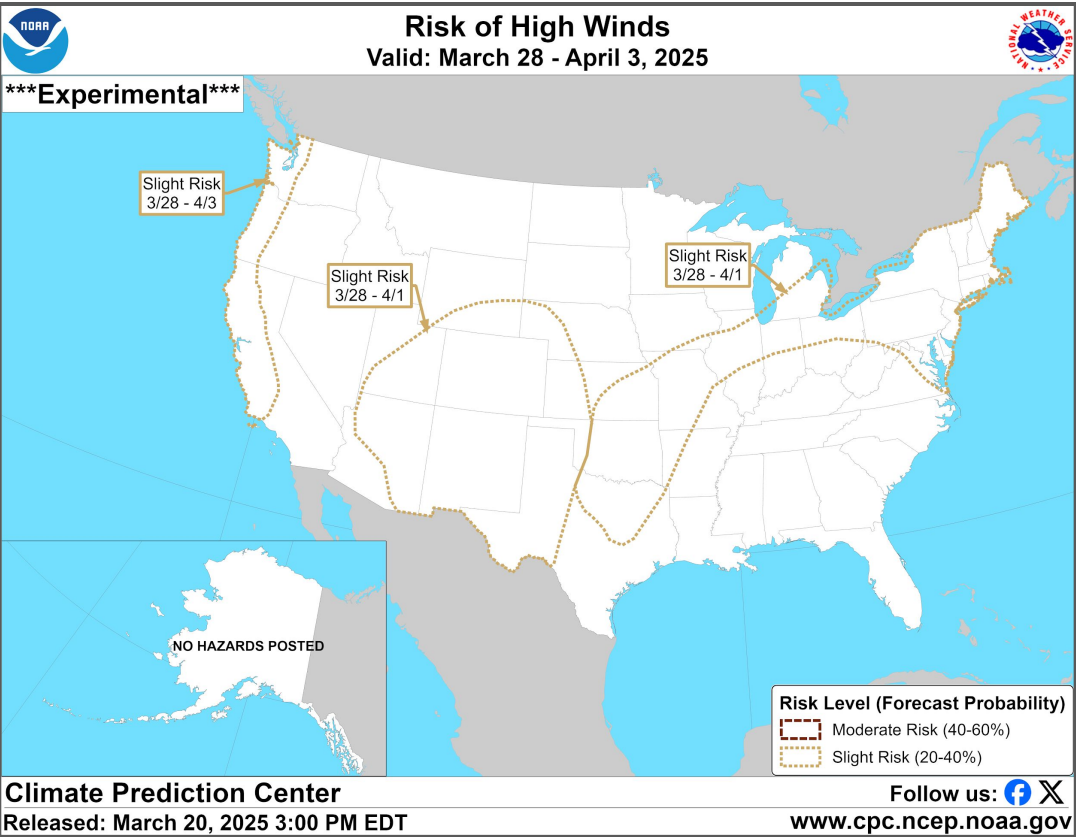 NOAA
Risk of High Winds
Valid: March 28 - April 3, 2025
NATIONAL WEATHER SERVICE
***Experimental***
Slight Risk
3/28 - 4/3
Slight Risk
3/28 - 4/1
Slight Risk
3/28 - 4/1
NO HAZARDS POSTED
Risk Level (Forecast Probability)
Moderate Risk (40-60%)
Slight Risk (20-40%)
Climate Prediction Center
Follow us:
Released: March 20, 2025 3:00 PM EDT
www.cpc.ncep.noaa.gov